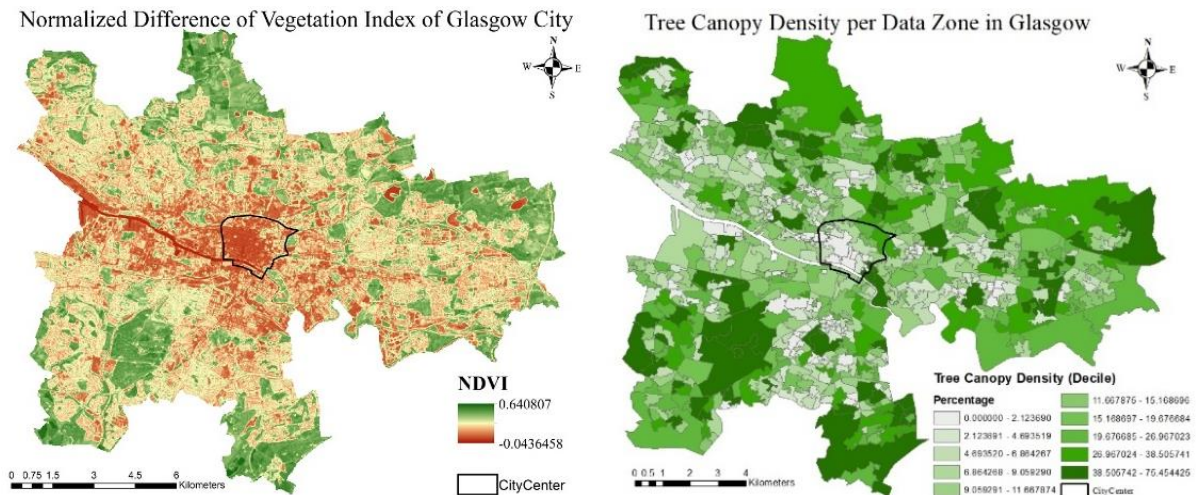 Normalized Difference of Vegetation Index of Glasgow City
N
W E
S
NDVI
0.640807
-0.0436458
CityCenter
0 0.75 1.5 3 4.5 6
Kilometers
Tree Canopy Density per Data Zone in Glasgow
N
W E
S
Tree Canopy Density (Decile)
Percentage
0.000000 - 2.123690
2.123691 - 4.693519
4.693520 - 6.864267
6.864268 - 9.059290
9.059291 - 11.667874
11.667875 - 15.168696
15.168697 - 19.676684
19.676685 - 26.967023
26.967024 - 38.505741
38.505742 - 75.454425
CityCenter
0 0.5 1 2 3 4
Kilometers